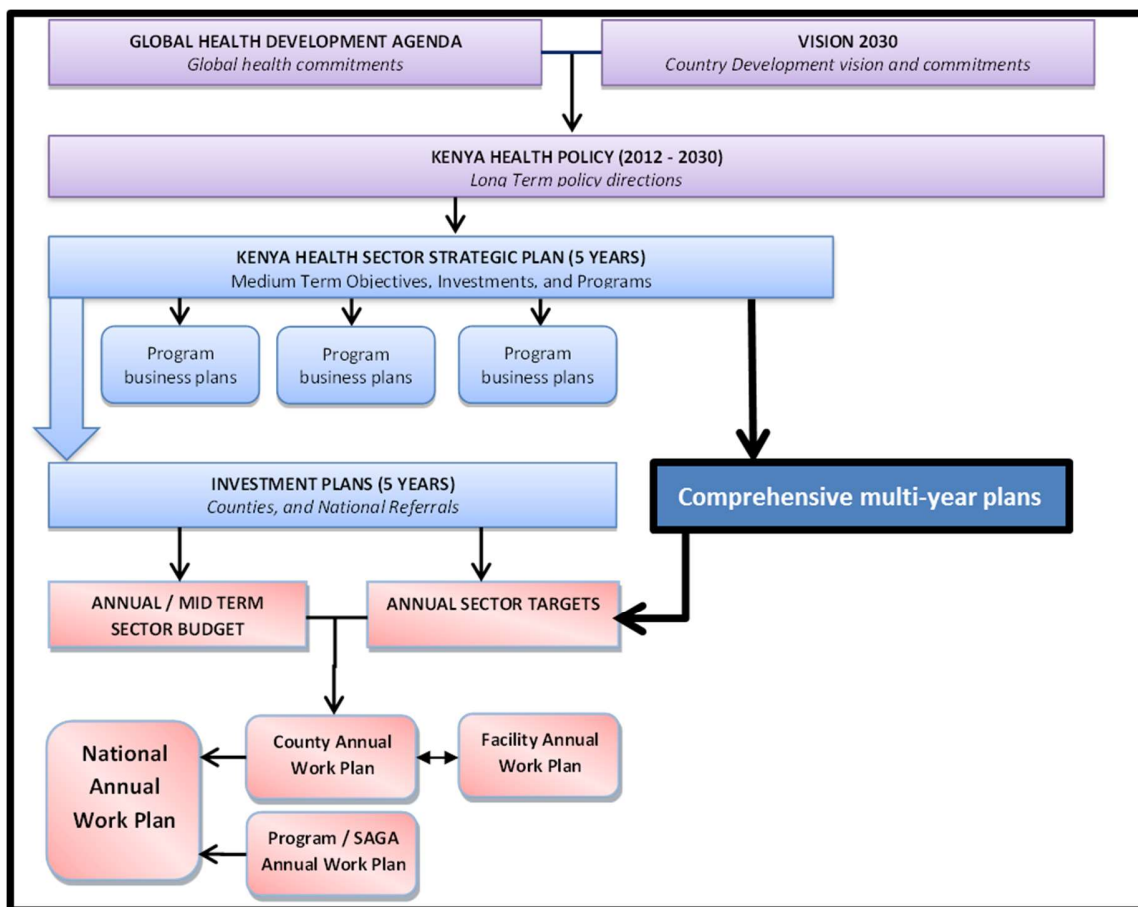 GLOBAL HEALTH DEVELOPMENT AGENDA
Global health commitments
VISION 2030
Country Development vision and commitments
KENYA HEALTH POLICY (2012 - 2030)
Long Term policy directions
KENYA HEALTH SECTOR STRATEGIC PLAN (5 YEARS)
Medium Term Objectives, Investments, and Programs
Program
business plans
Program
business plans
Program
business plans
INVESTMENT PLANS (5 YEARS)
Counties, and National Referrals
Comprehensive multi-year plans
ANNUAL / MID TERM
SECTOR BUDGET
ANNUAL SECTOR TARGETS
National
Annual
Work Plan
County Annual
Work Plan
Facility Annual
Work Plan
Program / SAGA
Annual Work Plan